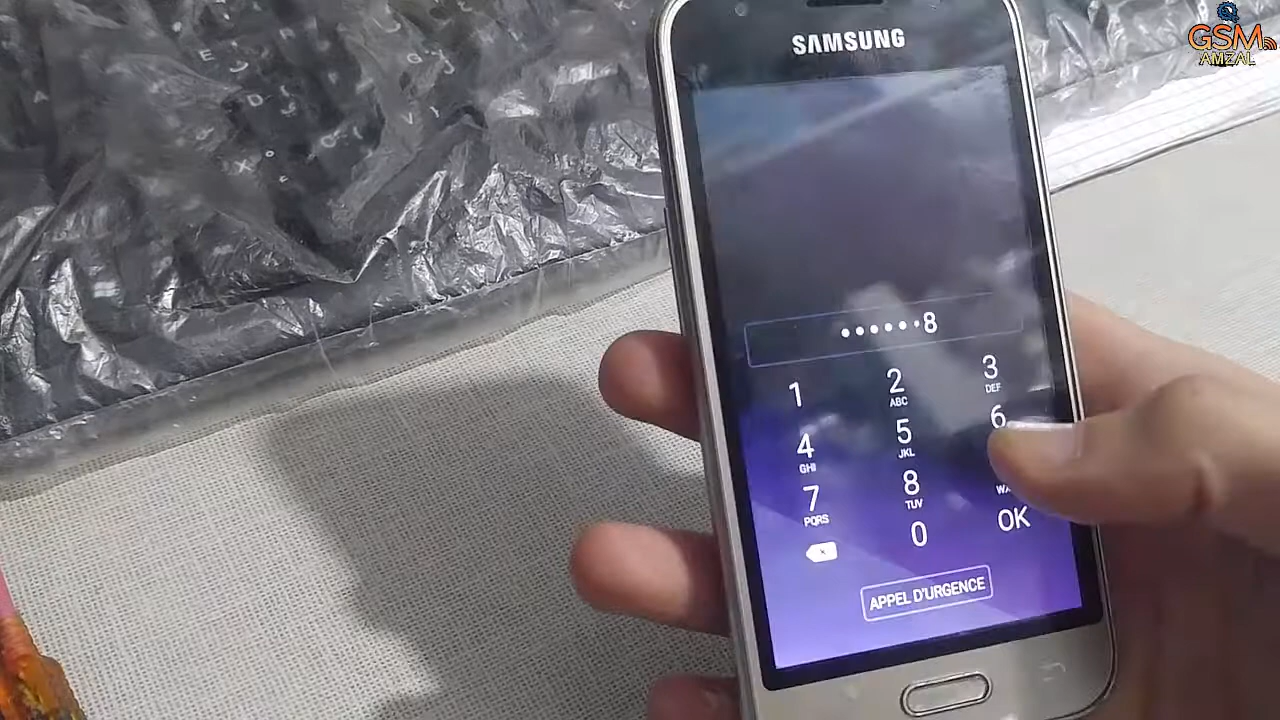 GSM
AMZAL
SAMSUNG
••••••8
1
2
ABC
3
DEF
4
GHI
5
JKL
6
7
PQRS
8
TUV
WX
0
OK
APPEL D'URGENCE